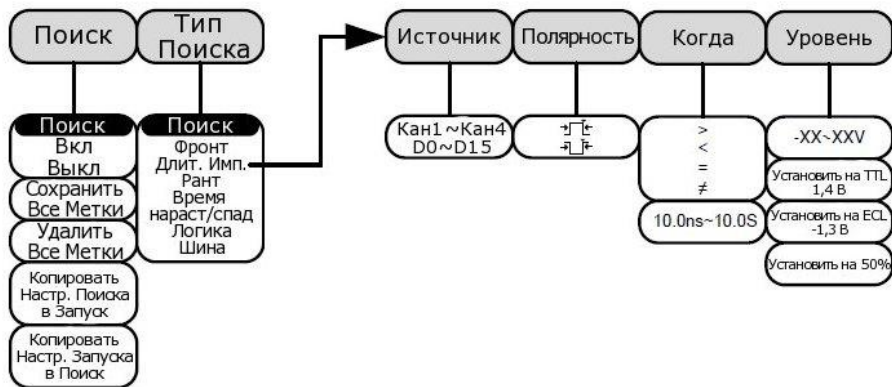 Поиск
Тип
Поиска
Источник
Полярность
Когда
Уровень
Поиск
Вкл
Выкл
Сохранить
Все Метки
Удалить
Все Метки
Копировать
Настр. Поиска
в Запуск
Копировать
Настр. Запуска
в Поиск
Поиск
Фронт
Длит. Имп.
Рант
Время
нараст/спад
Логика
Шина
Кан1~Кан4
D0~D15
>
<
=
≠
10.0ns~10.0S
-XX~XXV
Установить на TTL
1,4 В
Установить на ECL
-1,3 В
Установить на 50%